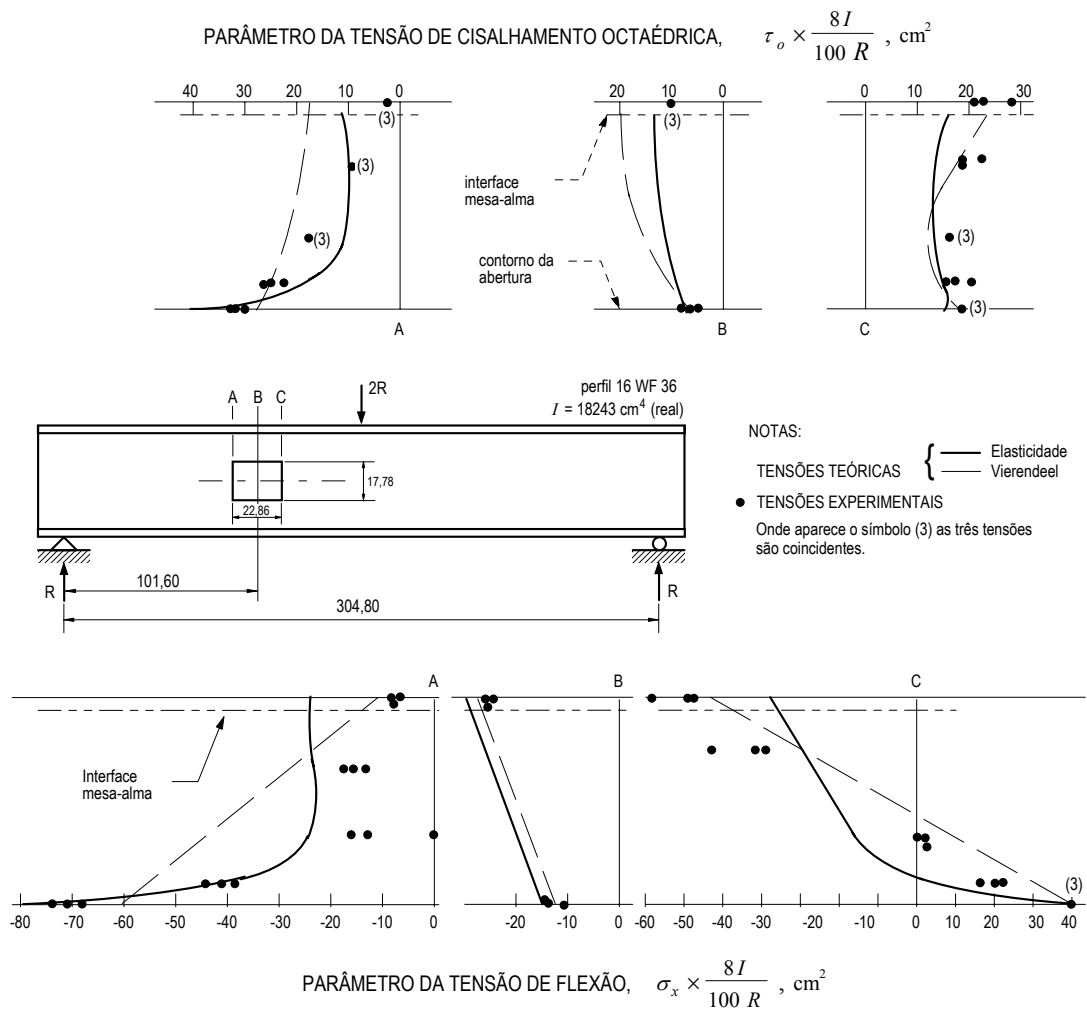 PARÂMETRO DA TENSÃO DE CISALHAMENTO OCTAÉDRICA, τo × 8I / 100 R , cm²
40 30 20 10 0
20 10 0
0 10 20 30
(3)
(3)
(3)
(3)
(3)
(3)
interface
mesa-alma
contorno da
abertura
A
B
C
perfil 16 WF 36
I = 18243 cm⁴ (real)
2R
A B C
17,78
22,86
R
101,60
304,80
R
NOTAS:
TENSÕES TEÓRICAS { Elasticidade
Vierendeel
TENSÕES EXPERIMENTAIS
Onde aparece o símbolo (3) as três tensões
são coincidentes.
A
B
C
Interface
mesa-alma
(3)
-80 -70 -60 -50 -40 -30 -20 -10 0
-20 -10 0
-60 -30 -20 -10 0 10 20 30 40
PARÂMETRO DA TENSÃO DE FLEXÃO, σx × 8I / 100 R , cm²